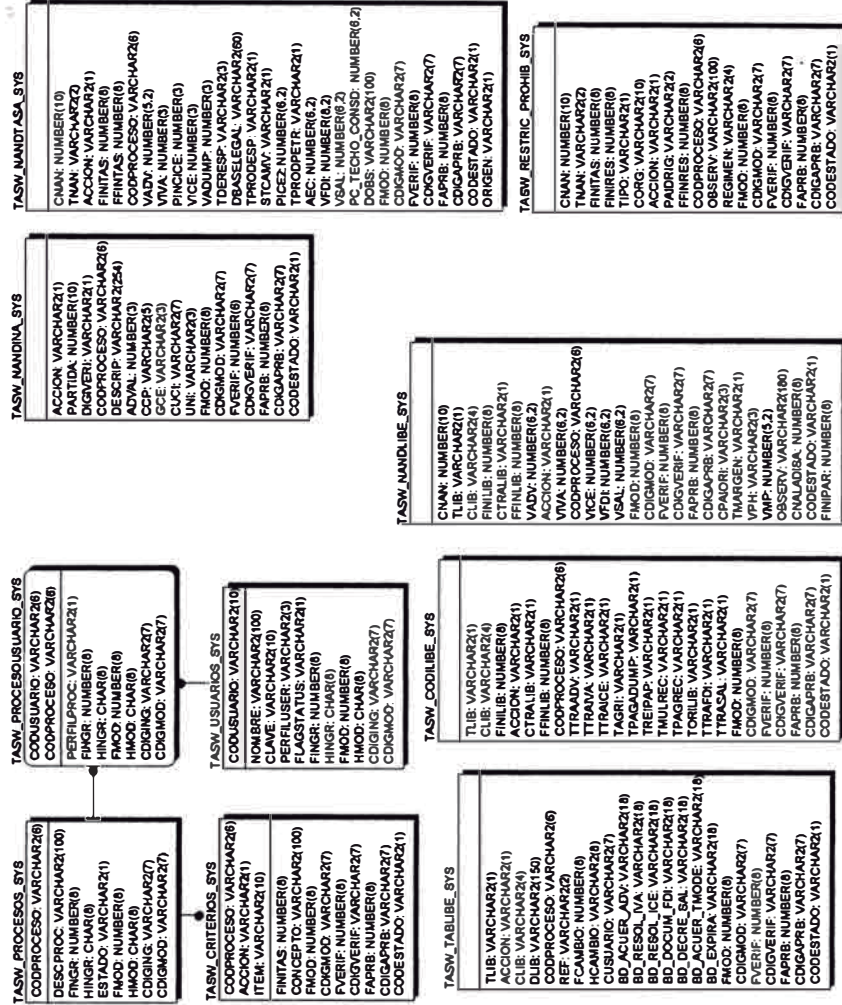 TASW_PROCESOS_SYS
CODPROCESO: VARCHAR2(6)
DESCPROC: VARCHAR2(100)
FINGR: NUMBER(8)
HINGR: CHAR(8)
ESTADO: VARCHAR2(1)
FMOD: NUMBER(8)
HMOD: CHAR(8)
CDIGING: VARCHAR2(7)
CDIGMOD: VARCHAR2(7)
TASW_PROCESOUSUARIO_SYS
CODUSUARIO: VARCHAR2(6)
CODPROCESO: VARCHAR2(6)
PERFILPROC: VARCHAR2(1)
FINGR: NUMBER(8)
HINGR: CHAR(8)
FMOD: NUMBER(8)
HMOD: CHAR(8)
CDIGING: VARCHAR2(7)
CDIGMOD: VARCHAR2(7)
TASW_CRITERIOS_SYS
CODPROCESO: VARCHAR2(6)
ACCION: VARCHAR2(1)
ITEM: VARCHAR2(10)
FINITAS: NUMBER(8)
CONCEPTO: VARCHAR2(100)
FMOD: NUMBER(8)
CDIGMOD: VARCHAR2(7)
FVERIF: NUMBER(8)
CDIGVERIF: VARCHAR2(7)
FAPRB: NUMBER(8)
CDIGAPRB: VARCHAR2(7)
CODESTADO: VARCHAR2(1)
TASW_USUARIOS_SYS
CODUSUARIO: VARCHAR2(10)
NOMBRE: VARCHAR2(100)
CLAVE: VARCHAR2(10)
PERFILUSER: VARCHAR2(3)
FLAGSTATUS: VARCHAR2(1)
FINGR: NUMBER(8)
HINGR: CHAR(8)
FMOD: NUMBER(8)
HMOD: CHAR(8)
CDIGING: VARCHAR2(7)
CDIGMOD: VARCHAR2(7)
TASW_NANDINA_SYS
ACCION: VARCHAR2(1)
PARTIDA: NUMBER(10)
DIGVERI: VARCHAR2(1)
CODPROCESO: VARCHAR2(6)
DESCRIP: VARCHAR2(254)
ADVAL: NUMBER(3)
CCP: VARCHAR2(5)
GCE: VARCHAR2(3)
CUCI: VARCHAR2(7)
UNI: VARCHAR2(3)
FMOD: NUMBER(8)
CDIGMOD: VARCHAR2(7)
FVERIF: NUMBER(8)
CDIGVERIF: VARCHAR2(7)
FAPRB: NUMBER(8)
CDIGAPRB: VARCHAR2(7)
CODESTADO: VARCHAR2(1)
TASW_NANDTASA_SYS
CNAN: NUMBER(10)
TNAN: VARCHAR2(2)
ACCION: VARCHAR2(1)
FINITAS: NUMBER(8)
FFINTAS: NUMBER(8)
CODPROCESO: VARCHAR2(6)
VADV: NUMBER(5,2)
VIVA: NUMBER(3)
PINCICE: NUMBER(3)
VICE: NUMBER(3)
VADUMP: NUMBER(3)
TDERESP: VARCHAR2(3)
DBASELEGAL: VARCHAR2(60)
TPRODESP: VARCHAR2(1)
STCAMV: VARCHAR2(1)
PICE2: NUMBER(6,2)
TPRODPETR: VARCHAR2(1)
AEC: NUMBER(6,2)
VFDI: NUMBER(6,2)
VSAL: NUMBER(6,2)
PC_TECHO_CONSD: NUMBER(6,2)
DOBS: VARCHAR2(100)
FMOD: NUMBER(8)
CDIGMOD: VARCHAR2(7)
FVERIF: NUMBER(8)
CDIGVERIF: VARCHAR2(7)
FAPRB: NUMBER(8)
CDIGAPRB: VARCHAR2(7)
CODESTADO: VARCHAR2(1)
ORIGEN: VARCHAR2(1)
TASW_TABLIBE_SYS
TLIB: VARCHAR2(1)
ACCION: VARCHAR2(1)
CLIB: VARCHAR2(4)
DLIB: VARCHAR2(150)
CODPROCESO: VARCHAR2(6)
REF: VARCHAR2(2)
FCAMBIO: NUMBER(8)
HCAMBIO: VARCHAR2(8)
CUSUARIO: VARCHAR2(7)
BD_ACUER_ADV: VARCHAR2(18)
BD_RESOL_IVA: VARCHAR2(18)
BD_RESOL_ICE: VARCHAR2(18)
BD_DOCUM_FDI: VARCHAR2(18)
BD_DECRE_SAL: VARCHAR2(18)
BD_ACUER_TMODE: VARCHAR2(18)
BD_EXPIRA: VARCHAR2(18)
FMOD: NUMBER(8)
CDIGMOD: VARCHAR2(7)
FVERIF: NUMBER(8)
CDIGVERIF: VARCHAR2(7)
FAPRB: NUMBER(8)
CDIGAPRB: VARCHAR2(7)
CODESTADO: VARCHAR2(1)
TASW_CODILIBE_SYS
TLIB: VARCHAR2(1)
CLIB: VARCHAR2(4)
FINILIB: NUMBER(8)
ACCION: VARCHAR2(1)
CTRALIB: VARCHAR2(1)
FFINLIB: NUMBER(8)
CODPROCESO: VARCHAR2(6)
TTRAADV: VARCHAR2(1)
TTRAIVA: VARCHAR2(1)
TTRAICE: VARCHAR2(1)
TAGRI: VARCHAR2(1)
TPAGADUMP: VARCHAR2(1)
TREIPAP: VARCHAR2(1)
TMULREC: VARCHAR2(1)
TPAGREC: VARCHAR2(1)
TORILIB: VARCHAR2(1)
TTRAFDI: VARCHAR2(1)
TTRASAL: VARCHAR2(1)
FMOD: NUMBER(8)
CDIGMOD: VARCHAR2(7)
FVERIF: NUMBER(8)
CDIGVERIF: VARCHAR2(7)
FAPRB: NUMBER(8)
CDIGAPRB: VARCHAR2(7)
CODESTADO: VARCHAR2(1)
TASW_NANDLIBE_SYS
CNAN: NUMBER(10)
TLIB: VARCHAR2(1)
CLIB: VARCHAR2(4)
FINILIB: NUMBER(8)
CTRALIB: VARCHAR2(1)
FFINLIB: NUMBER(8)
VADV: NUMBER(6,2)
ACCION: VARCHAR2(1)
VIVA: NUMBER(6,2)
CODPROCESO: VARCHAR2(6)
VICE: NUMBER(6,2)
VFDI: NUMBER(6,2)
VSAL: NUMBER(6,2)
FMOD: NUMBER(8)
CDIGMOD: VARCHAR2(7)
FVERIF: NUMBER(8)
CDIGVERIF: VARCHAR2(7)
FAPRB: NUMBER(8)
CDIGAPRB: VARCHAR2(7)
CPAIORI: VARCHAR2(3)
TMARGEN: VARCHAR2(1)
VPH: VARCHAR2(3)
VMP: NUMBER(5,2)
OBSERV: VARCHAR2(180)
CNALADISA: NUMBER(8)
CODESTADO: VARCHAR2(1)
FINIPAR: NUMBER(8)
TASW_RESTRIC_PROHIB_SYS
CNAN: NUMBER(10)
TNAN: VARCHAR2(2)
FINITAS: NUMBER(8)
FINIRES: NUMBER(8)
TIPO: VARCHAR2(1)
CORG: VARCHAR2(10)
ACCION: VARCHAR2(1)
PAIDRIG: VARCHAR2(2)
FFINRES: NUMBER(8)
CODPROCESO: VARCHAR2(6)
OBSERV: VARCHAR2(100)
REGIMEN: VARCHAR2(4)
FMOD: NUMBER(8)
CDIGMOD: VARCHAR2(7)
FVERIF: NUMBER(8)
CDIGVERIF: VARCHAR2(7)
FAPRB: NUMBER(8)
CDIGAPRB: VARCHAR2(7)
CODESTADO: VARCHAR2(1)